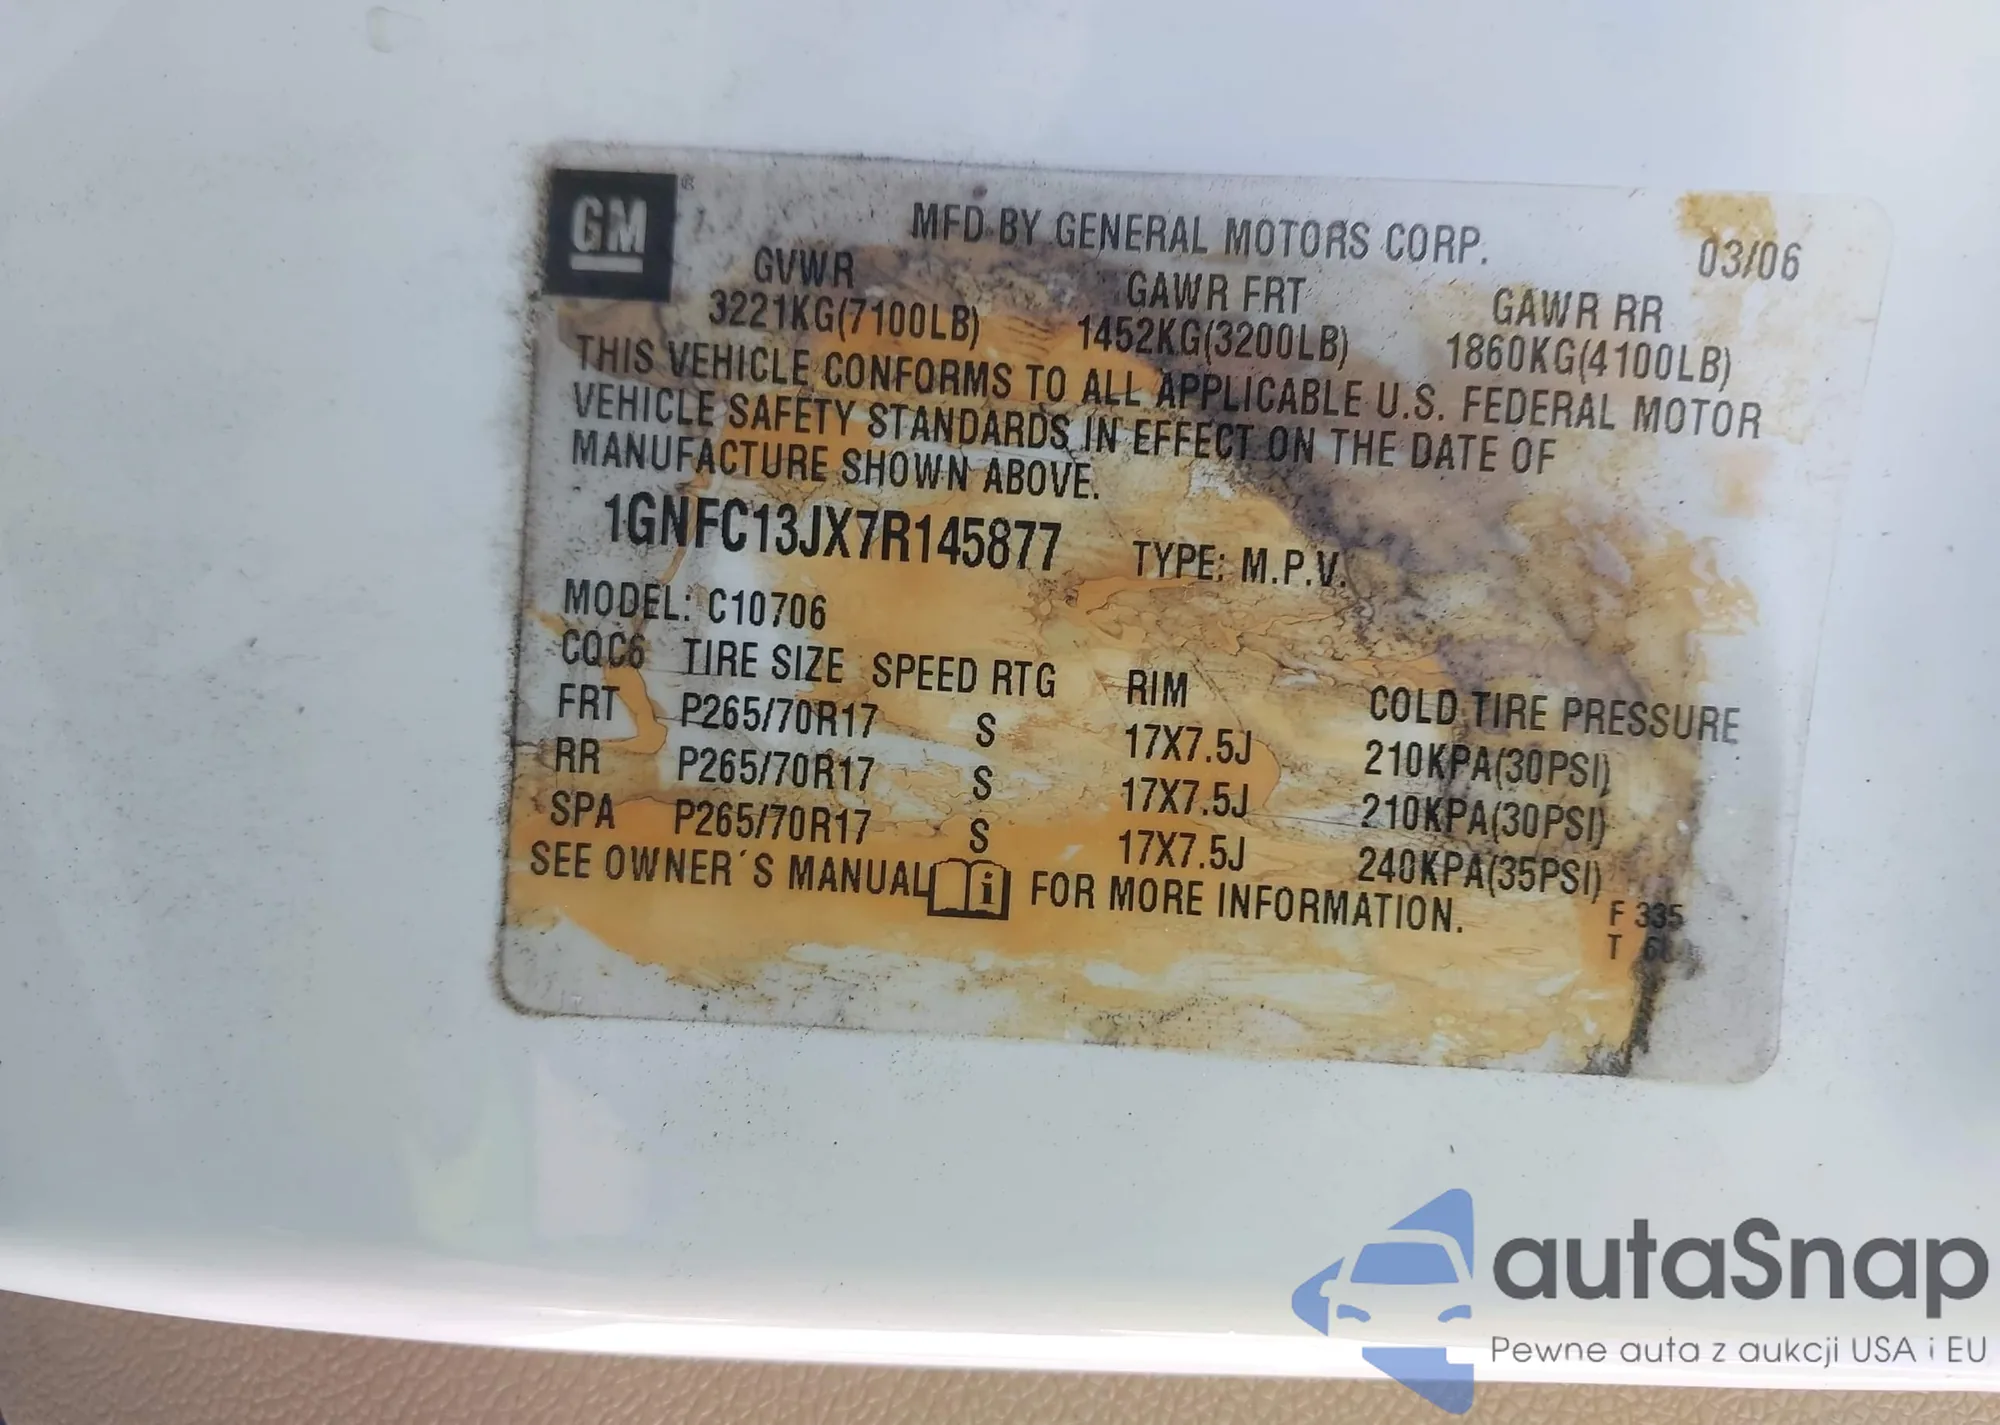 GM ®
MFD BY GENERAL MOTORS CORP. 03/06
GVWR GAWR FRT GAWR RR
3221KG(7100LB) 1452KG(3200LB) 1860KG(4100LB)
THIS VEHICLE CONFORMS TO ALL APPLICABLE U.S. FEDERAL MOTOR
VEHICLE SAFETY STANDARDS IN EFFECT ON THE DATE OF
MANUFACTURE SHOWN ABOVE.
1GNFC13JX7R145877 TYPE: M.P.V.
MODEL: C10706
CQC6 TIRE SIZE SPEED RTG RIM COLD TIRE PRESSURE
FRT P265/70R17 S 17X7.5J 210KPA(30PSI)
RR P265/70R17 S 17X7.5J 210KPA(30PSI)
SPA P265/70R17 S 17X7.5J 240KPA(35PSI)
SEE OWNER´S MANUAL i FOR MORE INFORMATION.
F 335
T
autaSnap
Pewne auta z aukcji USA i EU